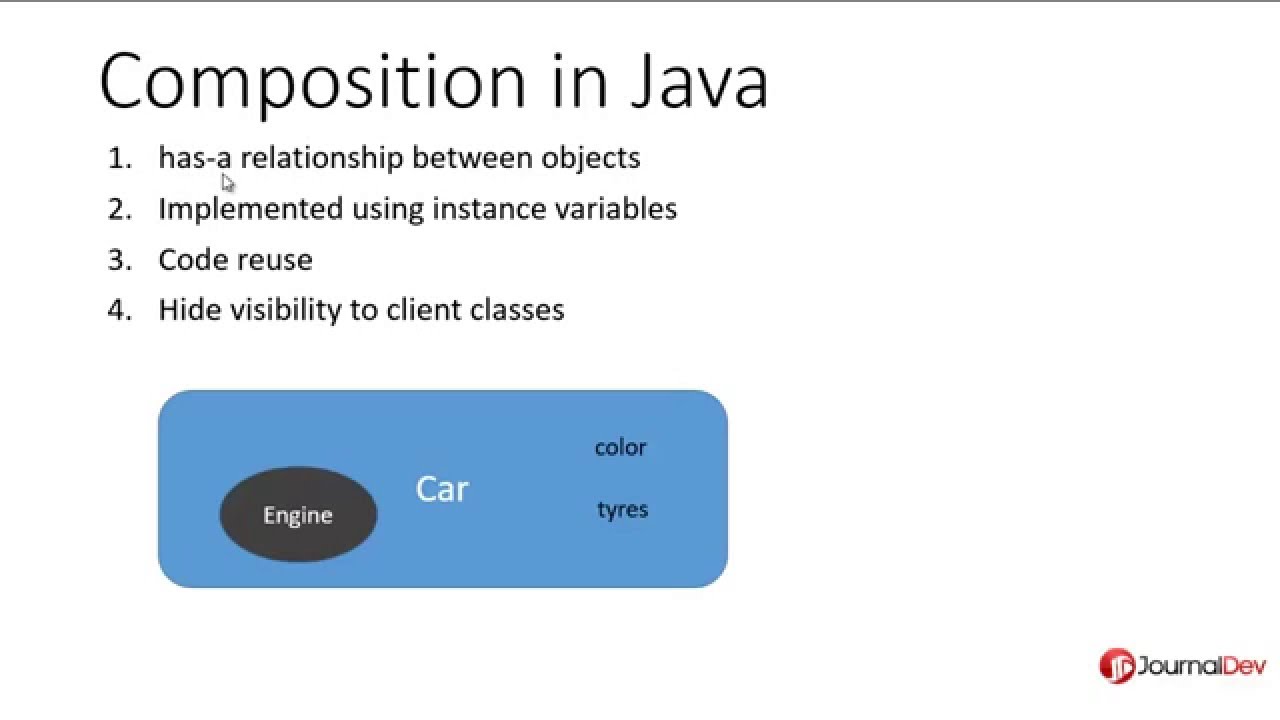 Composition in Java
1. has-a relationship between objects
2. Implemented using instance variables
3. Code reuse
4. Hide visibility to client classes
color
Car
Engine
tyres
JournalDev